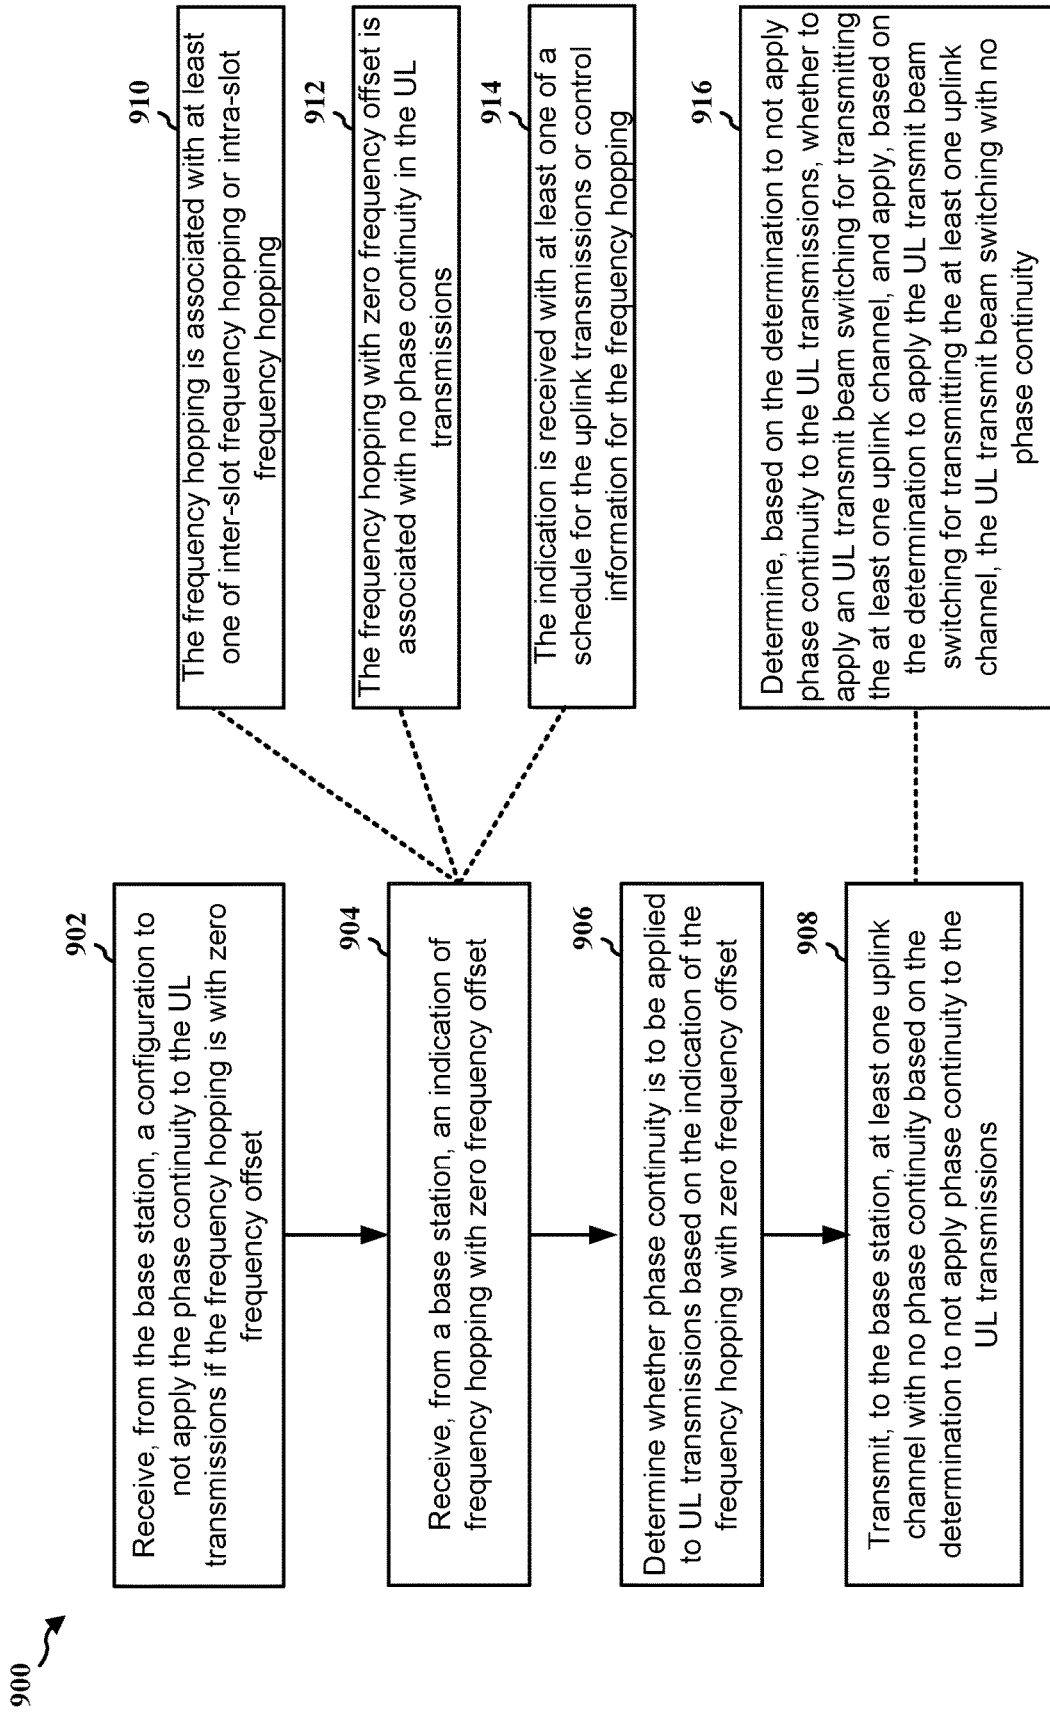 900
902
Receive, from the base station, a configuration to
not apply the phase continuity to the UL
transmissions if the frequency hopping is with zero
frequency offset
904
Receive, from a base station, an indication of
frequency hopping with zero frequency offset
906
Determine whether phase continuity is to be applied
to UL transmissions based on the indication of the
frequency hopping with zero frequency offset
908
Transmit, to the base station, at least one uplink
channel with no phase continuity based on the
determination to not apply phase continuity to the
UL transmissions
910
The frequency hopping is associated with at least
one of inter-slot frequency hopping or intra-slot
frequency hopping
912
The frequency hopping with zero frequency offset is
associated with no phase continuity in the UL
transmissions
914
The indication is received with at least one of a
schedule for the uplink transmissions or control
information for the frequency hopping
916
Determine, based on the determination to not apply
phase continuity to the UL transmissions, whether to
apply an UL transmit beam switching for transmitting
the at least one uplink channel, and apply, based on
the determination to apply the UL transmit beam
switching for transmitting the at least one uplink
channel, the UL transmit beam switching with no
phase continuity